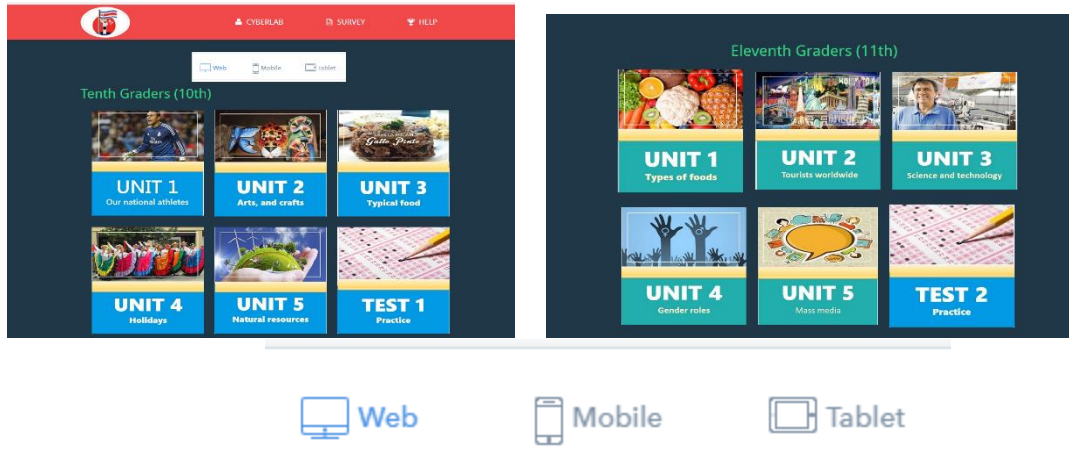 CYBERLAB SURVEY HELP
Web Mobile Tablet
Tenth Graders (10th)
UNIT 1
Our national athletes
UNIT 2
Arts, and crafts
Gallo Pinto
UNIT 3
Typical food
UNIT 4
Holidays
UNIT 5
Natural resources
TEST 1
Practice
Eleventh Graders (11th)
UNIT 1
Types of foods
UNIT 2
Tourists worldwide
UNIT 3
Science and technology
UNIT 4
Gender roles
UNIT 5
Mass media
TEST 2
Practice
Web Mobile Tablet